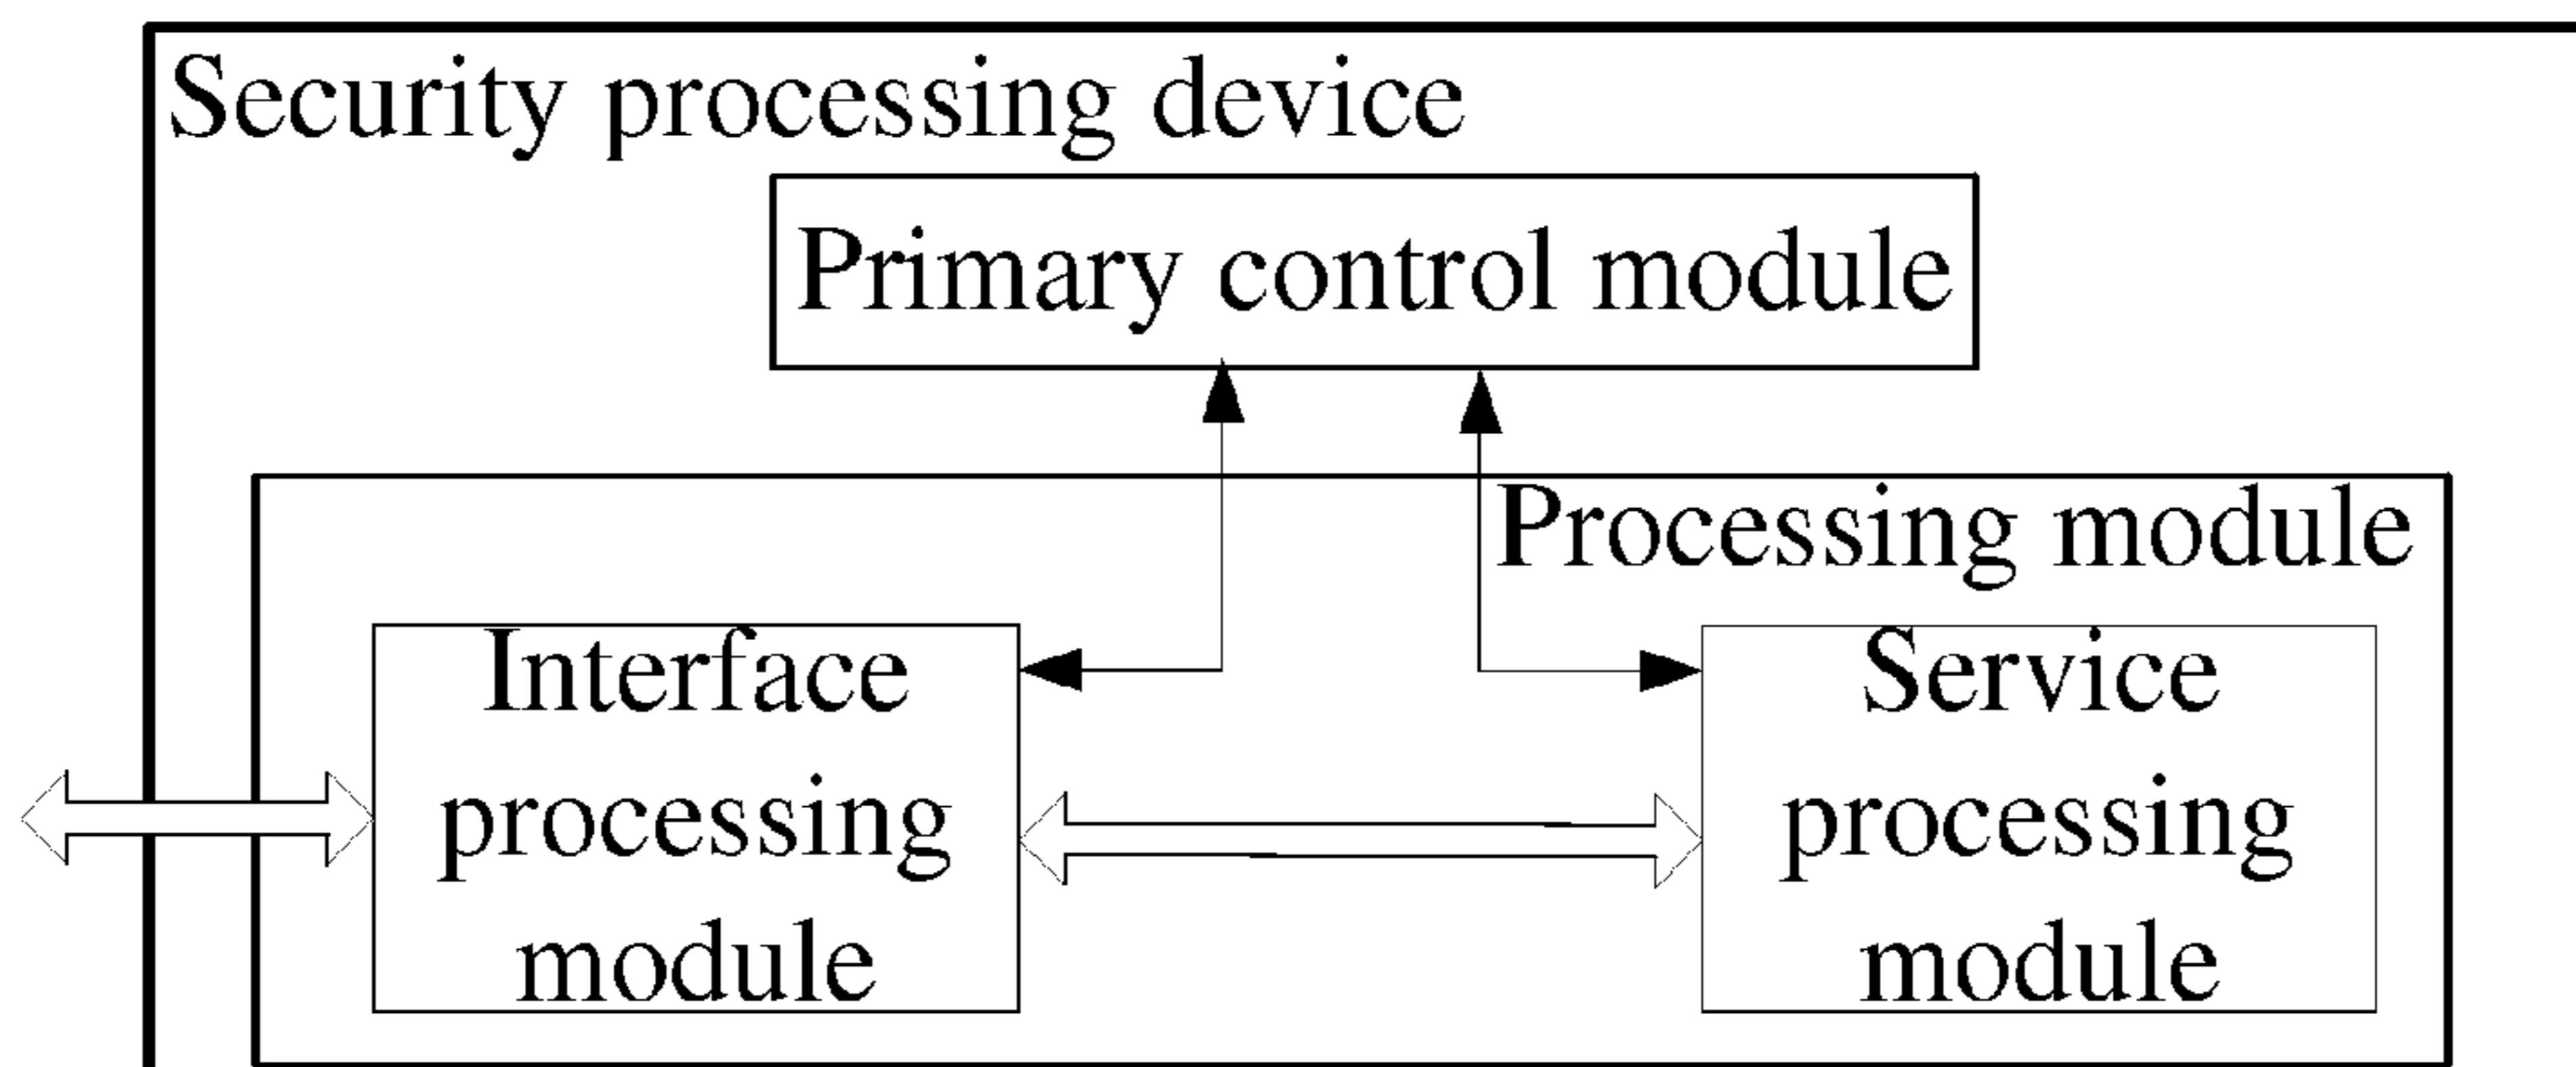 Security processing device
Primary control module
Processing module
Interface
processing
module
Service
processing
module